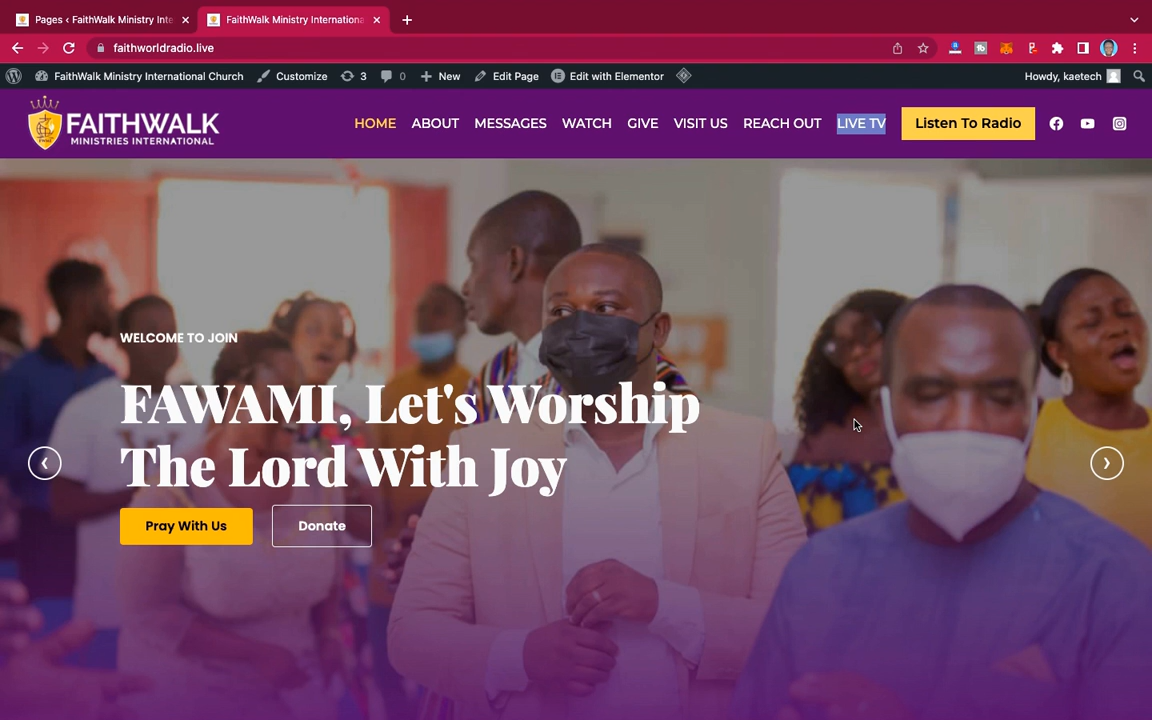 Pages ‹ FaithWalk Ministry Inte
FaithWalk Ministry Internationa
faithworldradio.live
FaithWalk Ministry International Church
Customize
3
0
New
Edit Page
Edit with Elementor
Howdy, kaetech
FAITHWALK
MINISTRIES INTERNATIONAL
HOME
ABOUT
MESSAGES
WATCH
GIVE
VISIT US
REACH OUT
LIVE TV
Listen To Radio
WELCOME TO JOIN
FAWAMI, Let's Worship
The Lord With Joy
Pray With Us
Donate